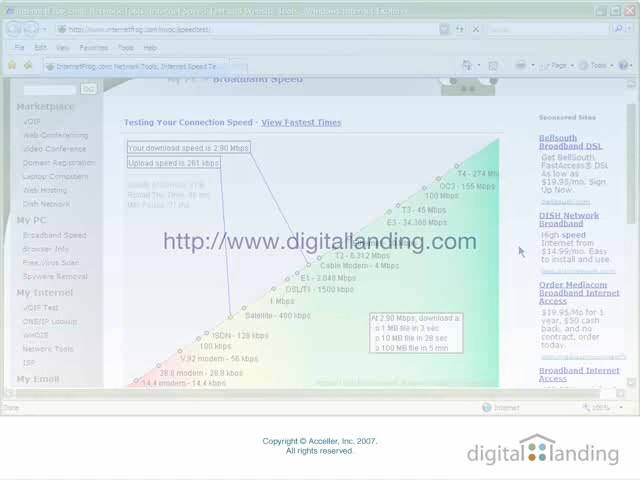 InternetFrog.com: Network Tools, Internet Speed Test and Website Tools - Windows Internet Explorer
http://www.internetfrog.com/mypc/speedtest/
File Edit View Favorites Tools Help
InternetFrog.com: Network Tools, Internet Speed Te...
Page Tools
My PC Broadband Speed
GO
Marketplace
VOIP
Web Conferencing
Video Conference
Domain Registration
Laptop Computers
Web Hosting
Dish Network
My PC
Broadband Speed
Browser Info
Free Virus Scan
Spyware Removal
My Internet
VOIP Test
DNS/IP Lookup
WHOIS
Network Tools
ISP
My Email
Testing Your Connection Speed - View Fastest Times
Your download speed is 2.90 Mbps
Upload speed is 261 kbps
T4 - 274 Mb
OC3 - 155 Mbps
100 Mbps
T3 - 45 Mbps
E3 - 34.368 Mbps
http://www.digitallanding.com
T2 - 6.312 Mbps
Cable Modem - 4 Mbps
E1 - 2.048 Mbps
DSL/T1 - 1500 kbps
1 Mbps
Satellite - 400 kbps
ISDN - 128 kbps
100 kbps
V.92 modem - 56 kbps
28.8 modem - 28.8 kbps
14.4 modem - 14.4 kbps
At 2.90 Mbps, download a:
o 1 MB file in 3 sec
o 10 MB file in 28 sec
o 100 MB file in 5 min
Sponsored Sites
Bellsouth
Broadband DSL
Get BellSouth
FastAccess® DSL
As low as
$19.95/mo. Sign
Up Now.
bellsouth.com
DISH Network
Broadband
High speed
Internet from
$14.99/mo. Easy
to install and use.
Order Mediacom
Broadband Internet
Access
$19.95/Mo for 1
year, $50 cash
back, and no
contract, order
today.
Broadband Internet
Access
Done
Internet
105%
Copyright © Acceller, Inc. 2007.
All rights reserved.
digital landing